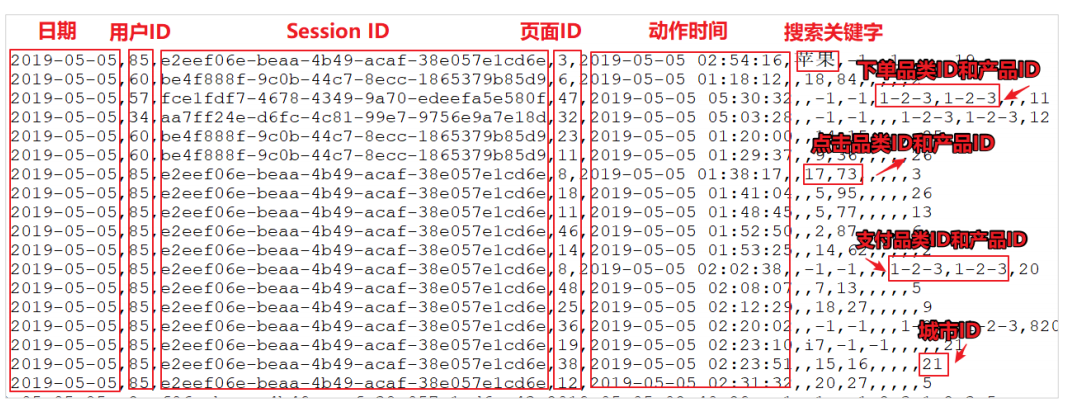 日期 用户ID Session ID 页面ID 动作时间 搜索关键字
2019-05-05,85,e2eef06e-beaa-4b49-acaf-38e057e1cd6e,3,2019-05-05 02:54:16,苹果,-1,-1,,,,,19
下单品类ID和产品ID
2019-05-05,60,be4f888f-9c0b-44c7-8ecc-1865379b85d9,6,2019-05-05 01:18:12,,18,84
2019-05-05,57,fce1fdf7-4678-4349-9a70-edeefa5e580f,47,2019-05-05 05:30:32,,-1,-1,1-2-3,1-2-3,,,11
2019-05-05,34,aa7ff24e-d6fc-4c81-99e7-9756e9a7e18d,32,2019-05-05 05:03:28,,-1,-1,,,1-2-3,1-2-3,12
2019-05-05,60,be4f888f-9c0b-44c7-8ecc-1865379b85d9,23,2019-05-05 01:20:00
点击品类ID和产品ID
2019-05-05,60,be4f888f-9c0b-44c7-8ecc-1865379b85d9,11,2019-05-05 01:29:37,,9,36,,,,,26
2019-05-05,85,e2eef06e-beaa-4b49-acaf-38e057e1cd6e,8,2019-05-05 01:38:17,,17,73,,,,,3
2019-05-05,85,e2eef06e-beaa-4b49-acaf-38e057e1cd6e,18,2019-05-05 01:41:04,,5,95,,,,,26
2019-05-05,85,e2eef06e-beaa-4b49-acaf-38e057e1cd6e,11,2019-05-05 01:48:45,,5,77,,,,,13
2019-05-05,85,e2eef06e-beaa-4b49-acaf-38e057e1cd6e,46,2019-05-05 01:52:50,,2,87
支付品类ID和产品ID
2019-05-05,85,e2eef06e-beaa-4b49-acaf-38e057e1cd6e,14,2019-05-05 01:53:25,,14,62
2019-05-05,85,e2eef06e-beaa-4b49-acaf-38e057e1cd6e,8,2019-05-05 02:02:38,,-1,-1,,,1-2-3,1-2-3,20
2019-05-05,85,e2eef06e-beaa-4b49-acaf-38e057e1cd6e,48,2019-05-05 02:08:07,,7,13,,,,,5
2019-05-05,85,e2eef06e-beaa-4b49-acaf-38e057e1cd6e,25,2019-05-05 02:12:29,,18,27,,,,,9
2019-05-05,85,e2eef06e-beaa-4b49-acaf-38e057e1cd6e,36,2019-05-05 02:20:02,,-1,-1,,,
城市ID
2019-05-05,85,e2eef06e-beaa-4b49-acaf-38e057e1cd6e,19,2019-05-05 02:23:10,i7,-1,-1,,,,,21
2019-05-05,85,e2eef06e-beaa-4b49-acaf-38e057e1cd6e,38,2019-05-05 02:23:51,,15,16,,,,,21
2019-05-05,85,e2eef06e-beaa-4b49-acaf-38e057e1cd6e,12,2019-05-05 02:31:32,,20,27,,,,,5